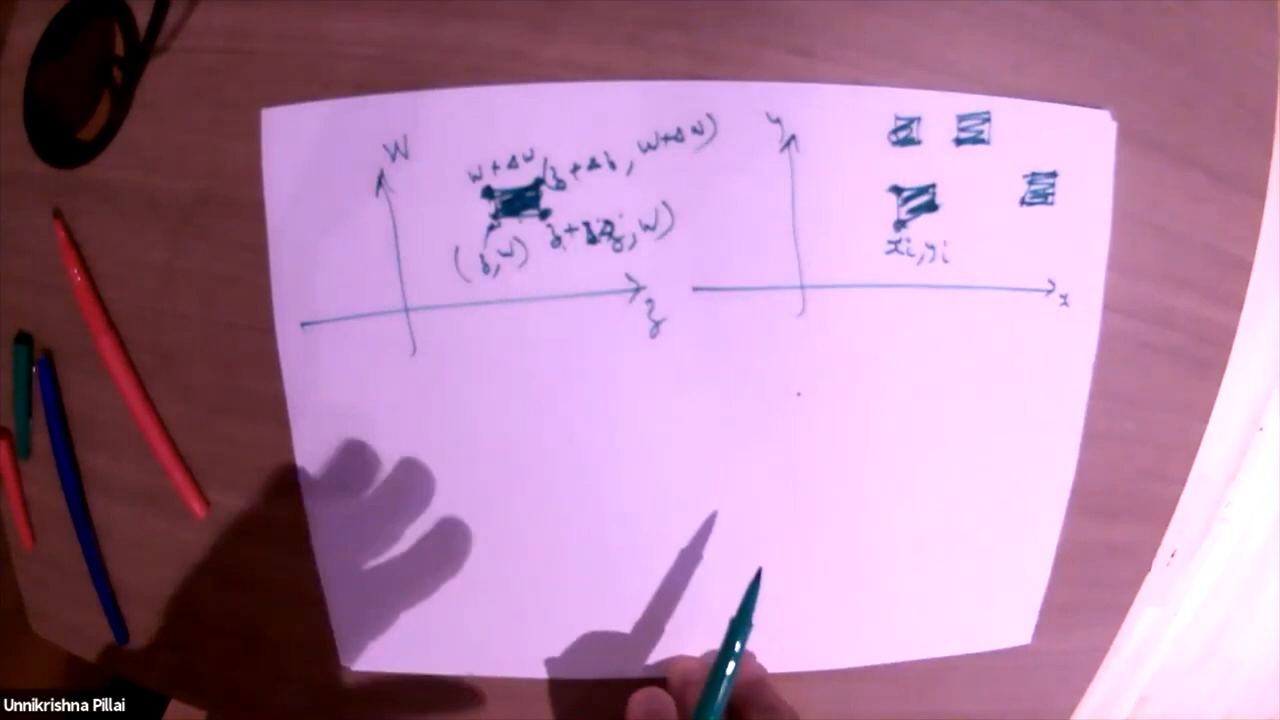 W
w + Δw (z + Δz, w + Δw)
(z, w) z + Δz, w)
z
y
xi, yi
x
Unnikrishna Pillai